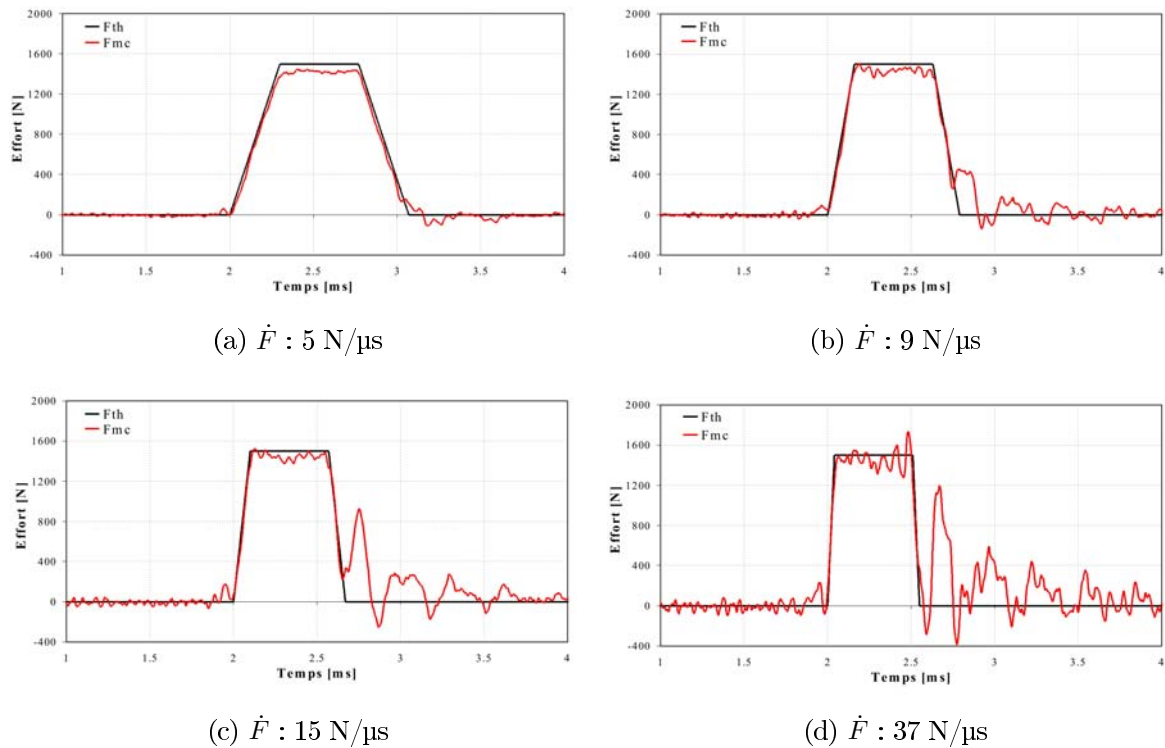 2000
1600
1200
800
400
0
-400
Effort [N]
Fth
Fmc
1
1.5
2
2.5
3
3.5
4
Temps [ms]
(a) Ḟ : 5 N/µs
2000
1600
1200
800
400
0
-400
Effort [N]
Fth
Fmc
1
1.5
2
2.5
3
3.5
4
Temps [ms]
(b) Ḟ : 9 N/µs
2000
1600
1200
800
400
0
-400
Effort [N]
Fth
Fmc
1
1.5
2
2.5
3
3.5
4
Temps [ms]
(c) Ḟ : 15 N/µs
2000
1600
1200
800
400
0
-400
Effort [N]
Fth
Fmc
1
1.5
2
2.5
3
3.5
4
Temps [ms]
(d) Ḟ : 37 N/µs